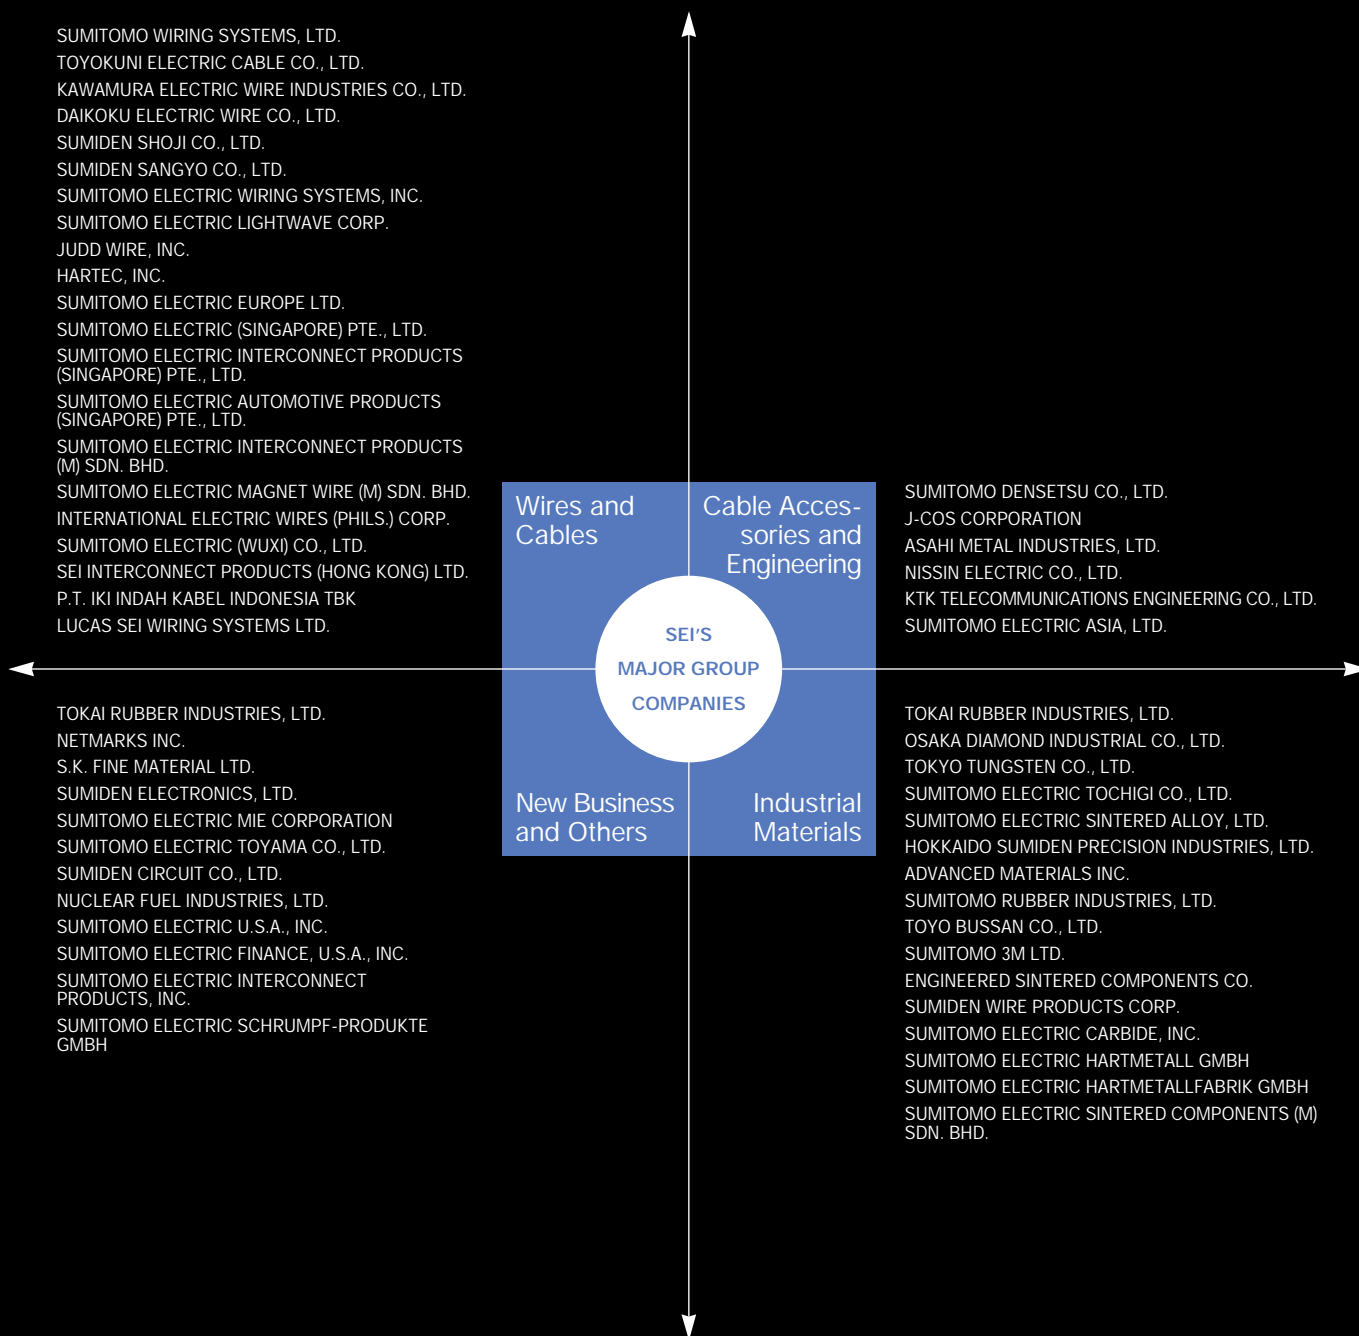 SUMITOMO WIRING SYSTEMS, LTD.
TOYOKUNI ELECTRIC CABLE CO., LTD.
KAWAMURA ELECTRIC WIRE INDUSTRIES CO., LTD.
DAIKOKU ELECTRIC WIRE CO., LTD.
SUMIDEN SHOJI CO., LTD.
SUMIDEN SANGYO CO., LTD.
SUMITOMO ELECTRIC WIRING SYSTEMS, INC.
SUMITOMO ELECTRIC LIGHTWAVE CORP.
JUDD WIRE, INC.
HARTEC, INC.
SUMITOMO ELECTRIC EUROPE LTD.
SUMITOMO ELECTRIC (SINGAPORE) PTE., LTD.
SUMITOMO ELECTRIC INTERCONNECT PRODUCTS
(SINGAPORE) PTE., LTD.
SUMITOMO ELECTRIC AUTOMOTIVE PRODUCTS
(SINGAPORE) PTE., LTD.
SUMITOMO ELECTRIC INTERCONNECT PRODUCTS
(M) SDN. BHD.
SUMITOMO ELECTRIC MAGNET WIRE (M) SDN. BHD.
INTERNATIONAL ELECTRIC WIRES (PHILS.) CORP.
SUMITOMO ELECTRIC (WUXI) CO., LTD.
SEI INTERCONNECT PRODUCTS (HONG KONG) LTD.
P.T. IKI INDAH KABEL INDONESIA TBK
LUCAS SEI WIRING SYSTEMS LTD.
Wires and
Cables
Cable Acces-
sories and
Engineering
SUMITOMO DENSETSU CO., LTD.
J-COS CORPORATION
ASAHI METAL INDUSTRIES, LTD.
NISSIN ELECTRIC CO., LTD.
KTK TELECOMMUNICATIONS ENGINEERING CO., LTD.
SUMITOMO ELECTRIC ASIA, LTD.
SEI'S
MAJOR GROUP
COMPANIES
TOKAI RUBBER INDUSTRIES, LTD.
NETMARKS INC.
S.K. FINE MATERIAL LTD.
SUMIDEN ELECTRONICS, LTD.
SUMITOMO ELECTRIC MIE CORPORATION
SUMITOMO ELECTRIC TOYAMA CO., LTD.
SUMIDEN CIRCUIT CO., LTD.
NUCLEAR FUEL INDUSTRIES, LTD.
SUMITOMO ELECTRIC U.S.A., INC.
SUMITOMO ELECTRIC FINANCE, U.S.A., INC.
SUMITOMO ELECTRIC INTERCONNECT
PRODUCTS, INC.
SUMITOMO ELECTRIC SCHRUMPF-PRODUKTE
GMBH
New Business
and Others
Industrial
Materials
TOKAI RUBBER INDUSTRIES, LTD.
OSAKA DIAMOND INDUSTRIAL CO., LTD.
TOKYO TUNGSTEN CO., LTD.
SUMITOMO ELECTRIC TOCHIGI CO., LTD.
SUMITOMO ELECTRIC SINTERED ALLOY, LTD.
HOKKAIDO SUMIDEN PRECISION INDUSTRIES, LTD.
ADVANCED MATERIALS INC.
SUMITOMO RUBBER INDUSTRIES, LTD.
TOYO BUSSAN CO., LTD.
SUMITOMO 3M LTD.
ENGINEERED SINTERED COMPONENTS CO.
SUMIDEN WIRE PRODUCTS CORP.
SUMITOMO ELECTRIC CARBIDE, INC.
SUMITOMO ELECTRIC HARTMETALL GMBH
SUMITOMO ELECTRIC HARTMETALLFABRIK GMBH
SUMITOMO ELECTRIC SINTERED COMPONENTS (M)
SDN. BHD.